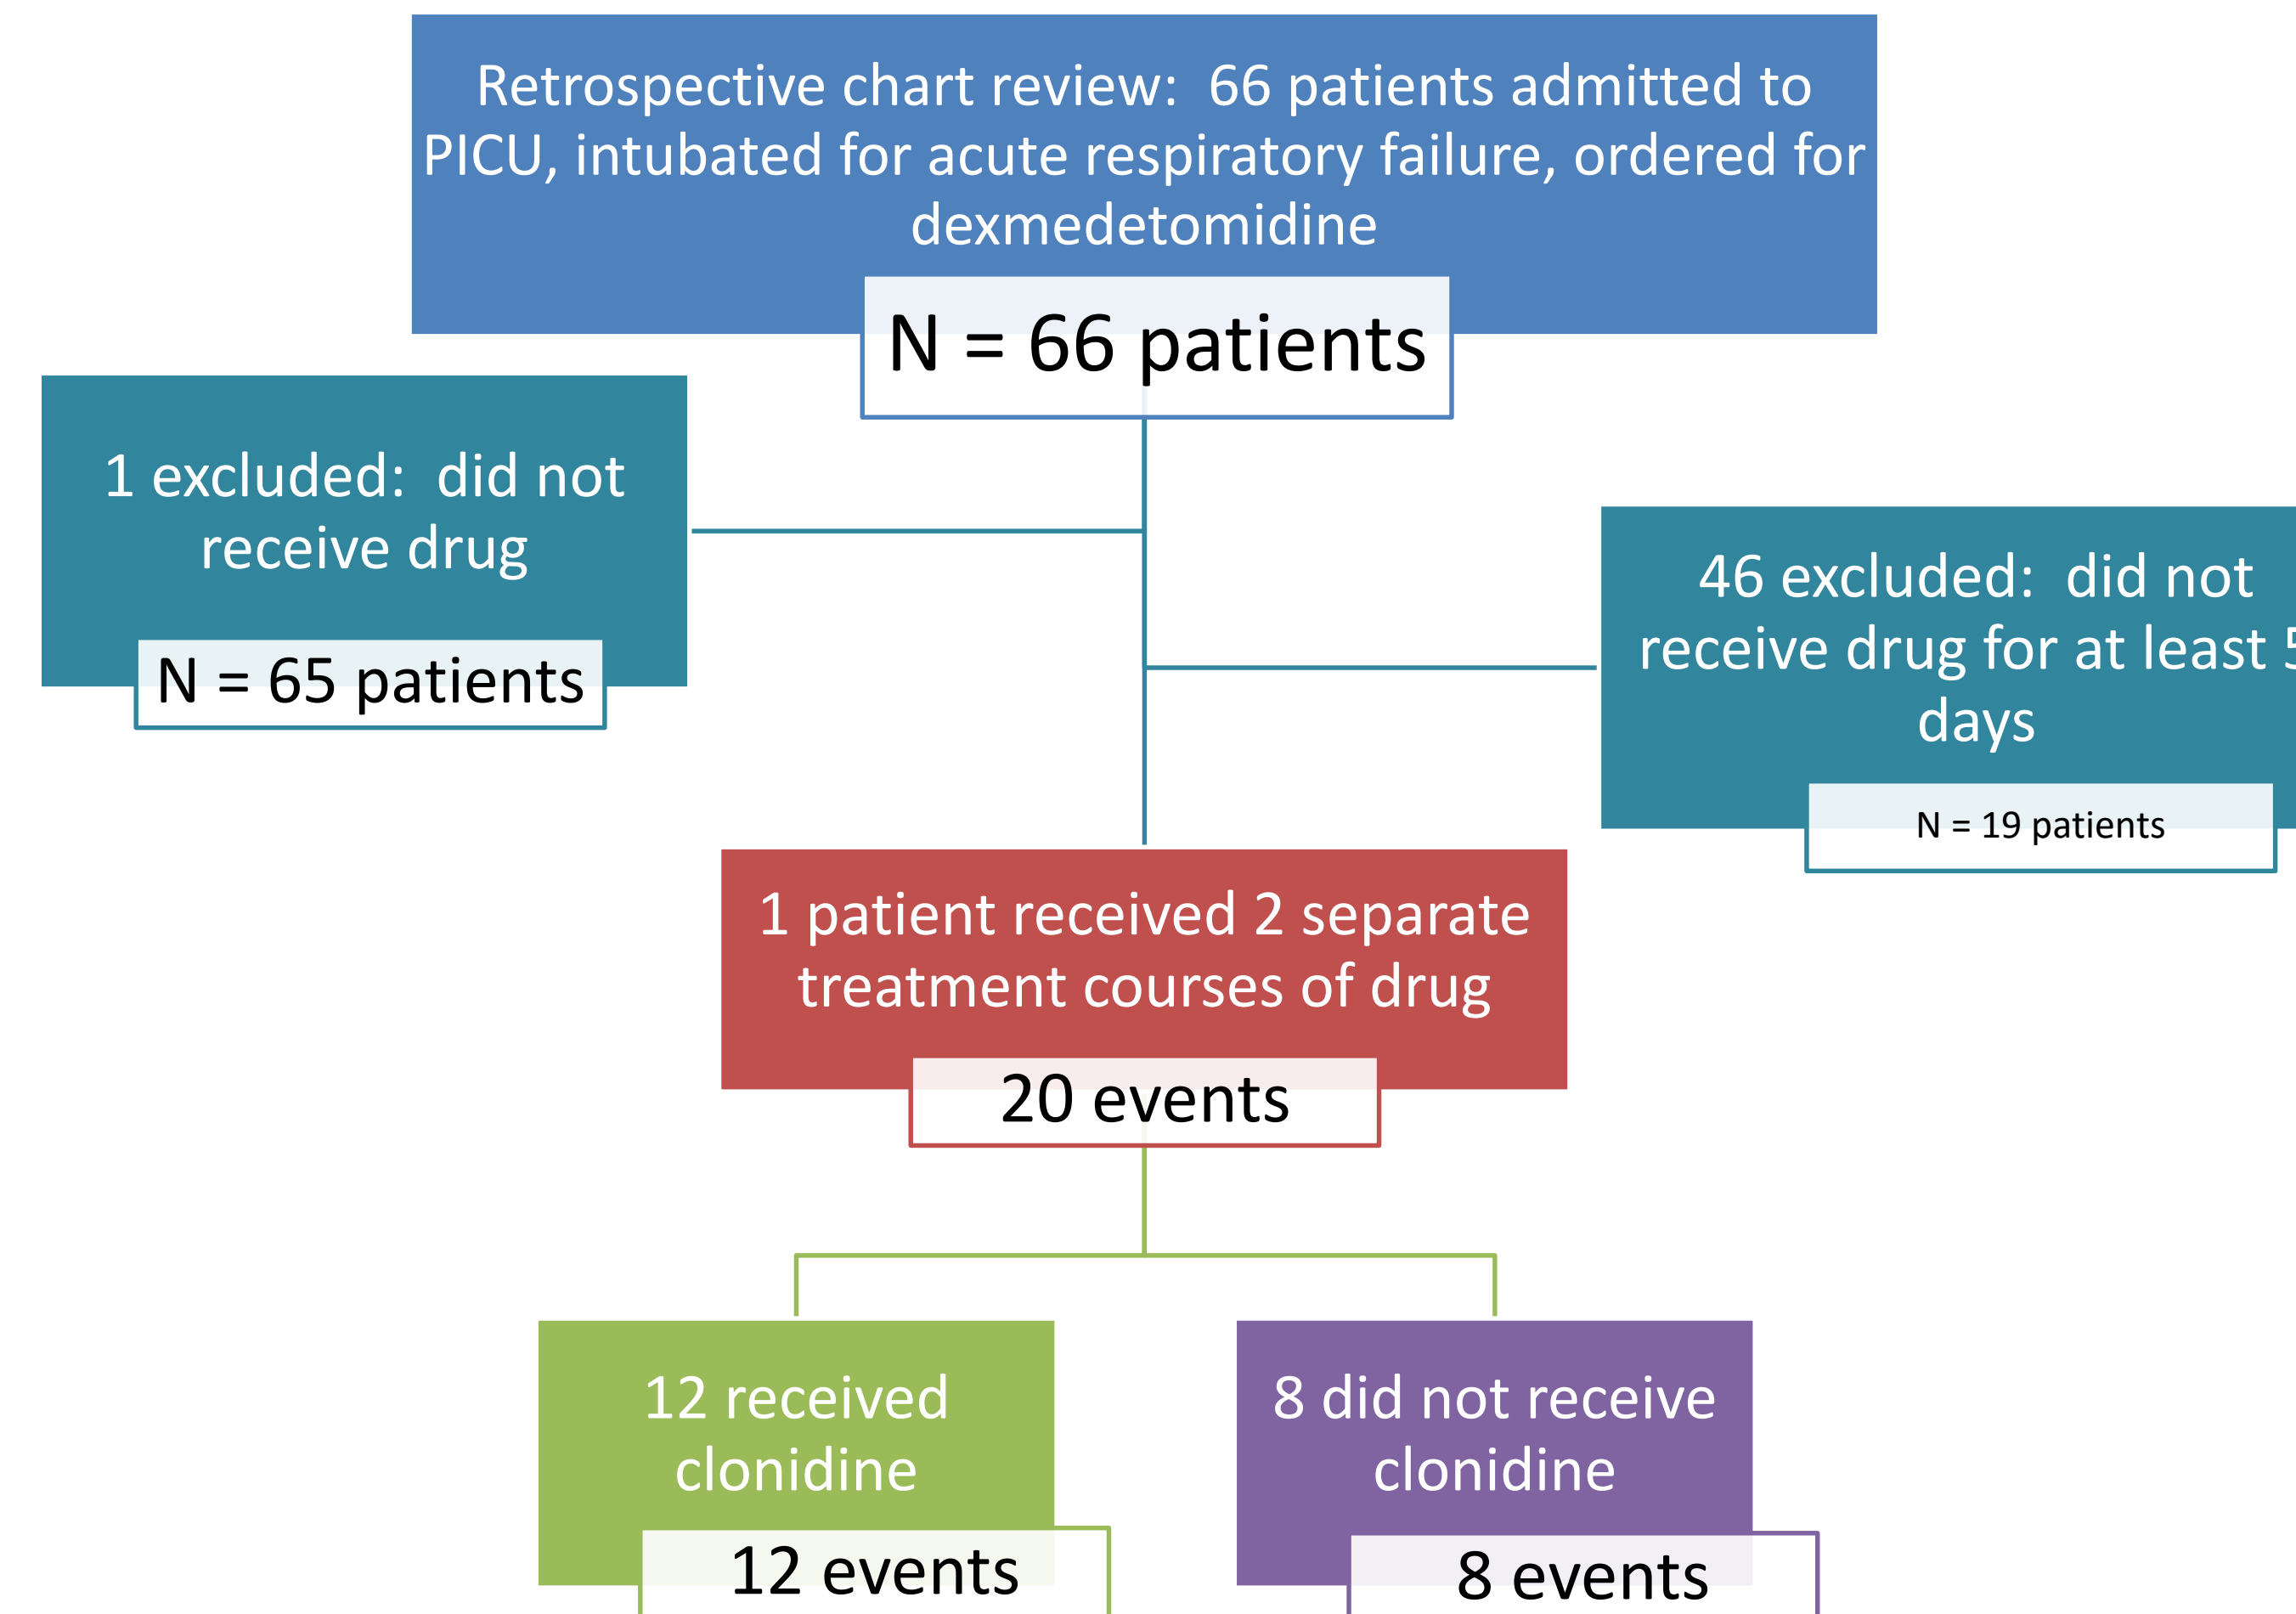 Retrospective chart review:  66 patients admitted to
PICU, intubated for acute respiratory failure, ordered for
dexmedetomidine
N = 66 patients
1 excluded:  did not
receive drug
N = 65 patients
46 excluded:  did not
receive drug for at least 5
days
N = 19 patients
1 patient received 2 separate
treatment courses of drug
20 events
12 received
clonidine
12 events
8 did not receive
clonidine
8 events